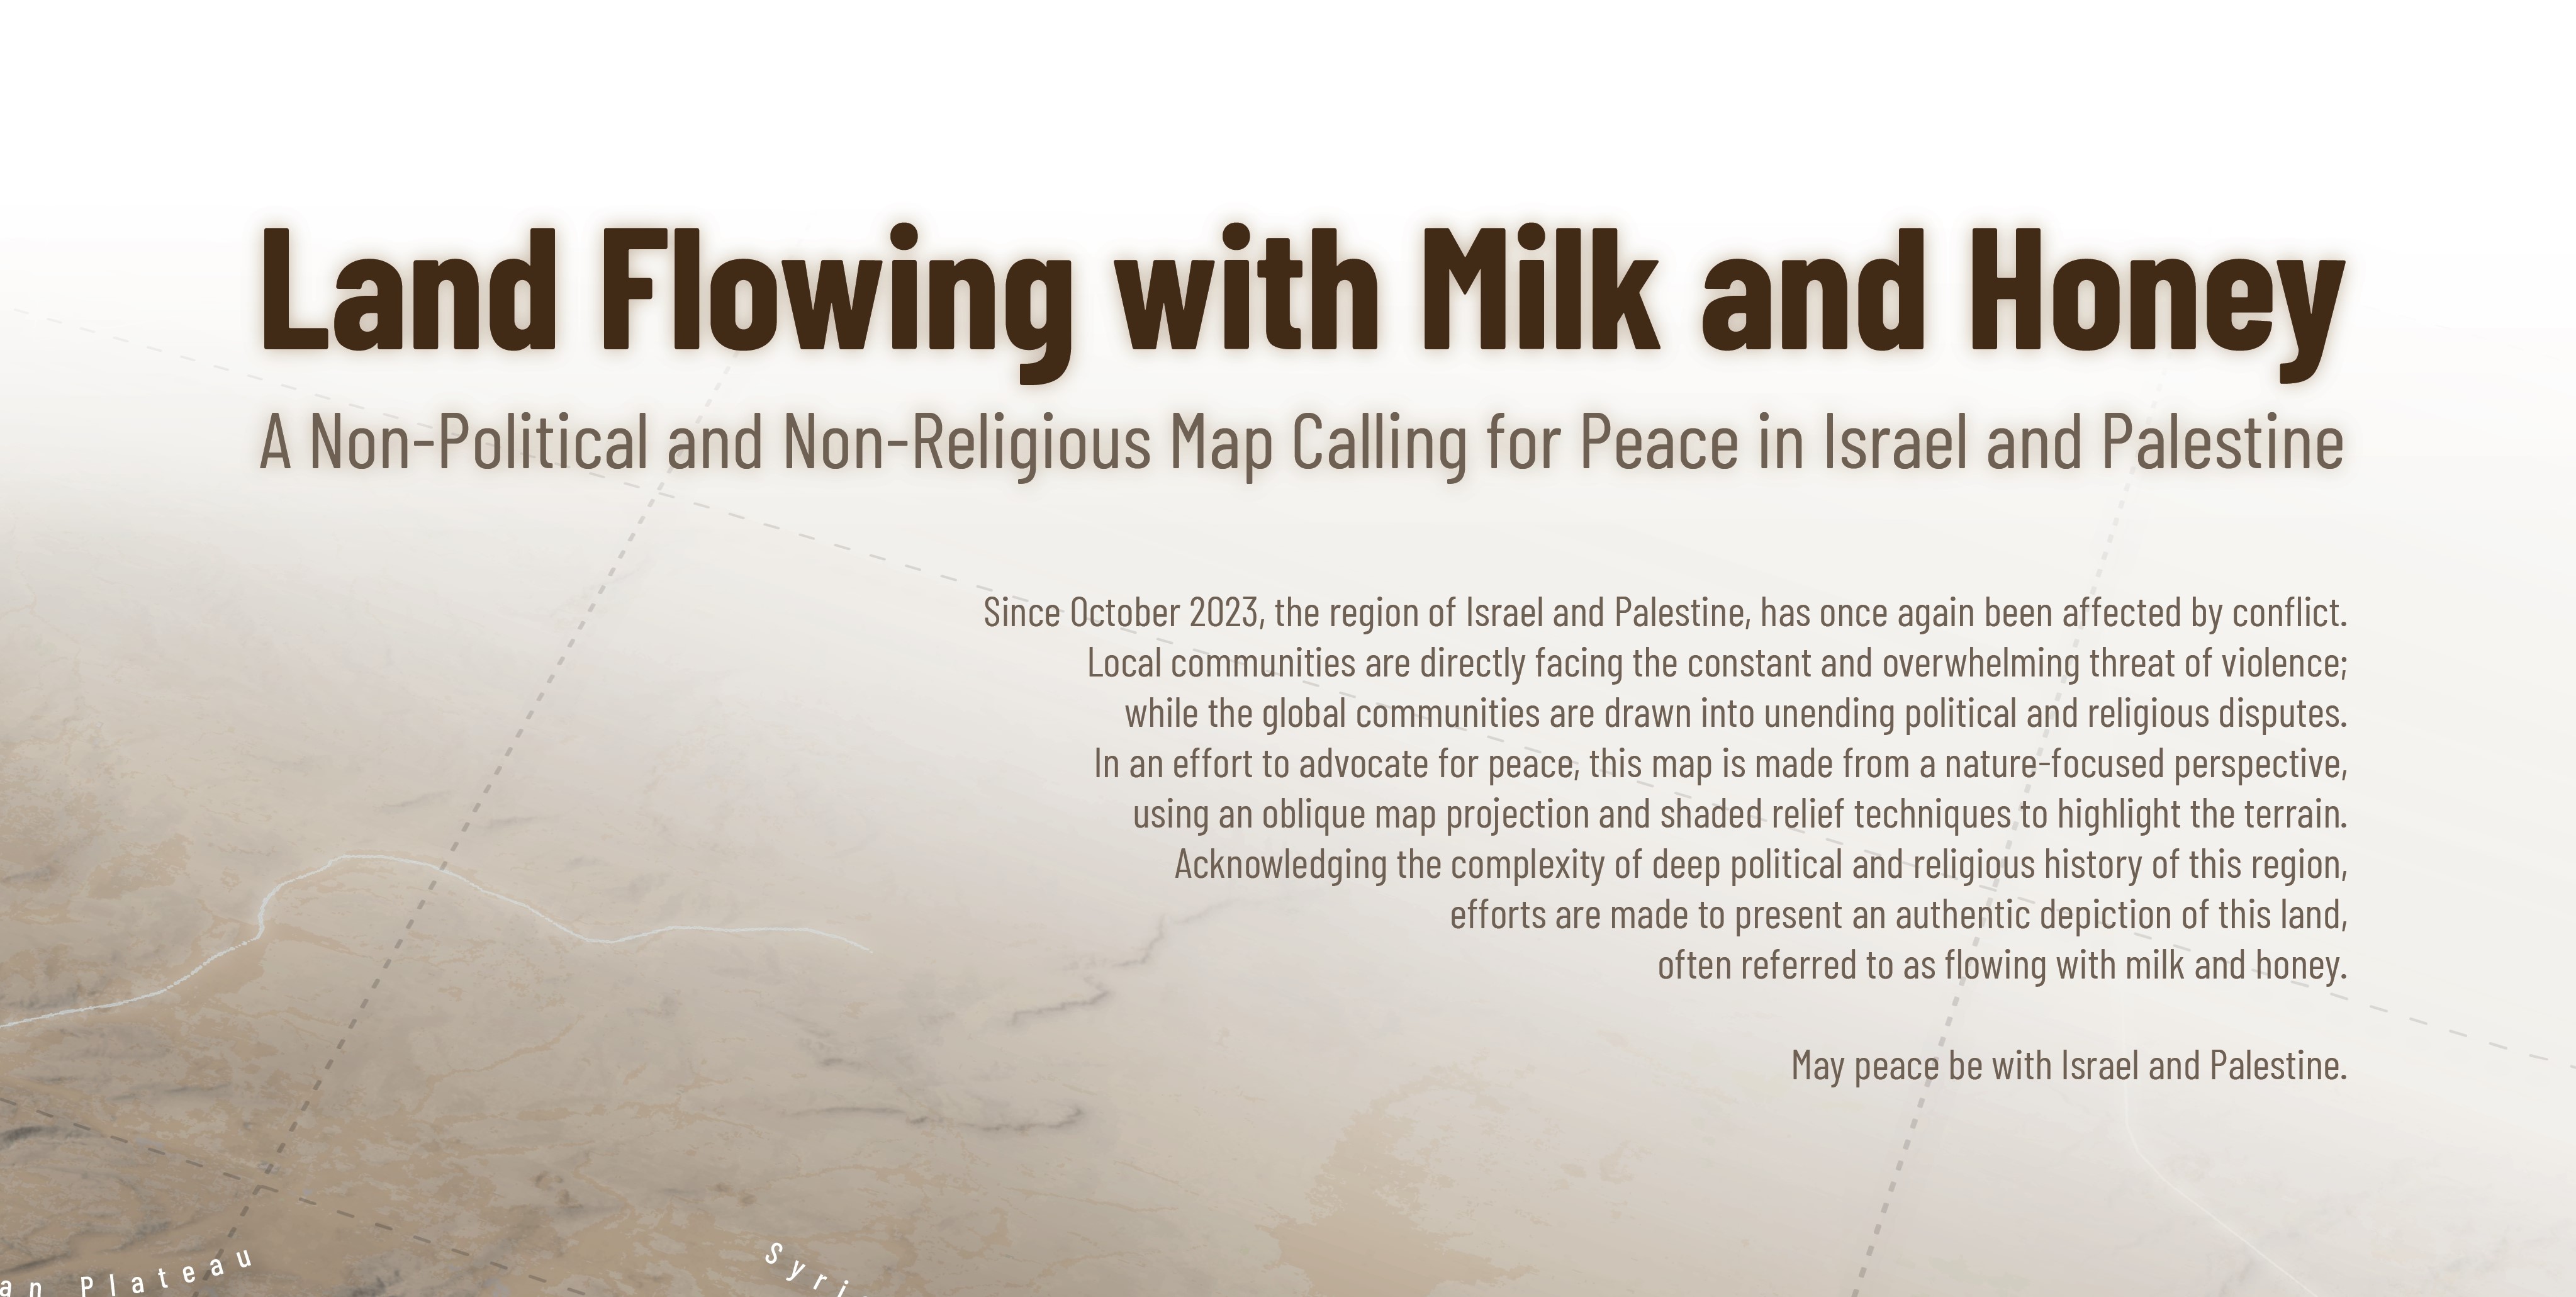 Land Flowing with Milk and Honey
A Non-Political and Non-Religious Map Calling for Peace in Israel and Palestine
Since October 2023, the region of Israel and Palestine, has once again been affected by conflict.
Local communities are directly facing the constant and overwhelming threat of violence;
while the global communities are drawn into unending political and religious disputes.
In an effort to advocate for peace, this map is made from a nature-focused perspective,
using an oblique map projection and shaded relief techniques to highlight the terrain.
Acknowledging the complexity of deep political and religious history of this region,
efforts are made to present an authentic depiction of this land,
often referred to as flowing with milk and honey.
May peace be with Israel and Palestine.
Plateau